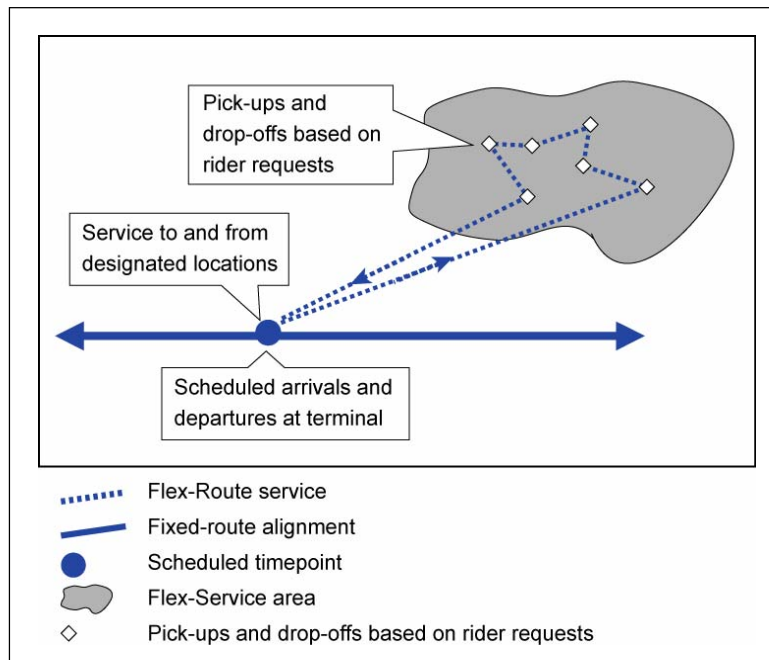 Pick-ups and
drop-offs based on
rider requests
Service to and from
designated locations
Scheduled arrivals and
departures at terminal
Flex-Route service
Fixed-route alignment
Scheduled timepoint
Flex-Service area
Pick-ups and drop-offs based on rider requests